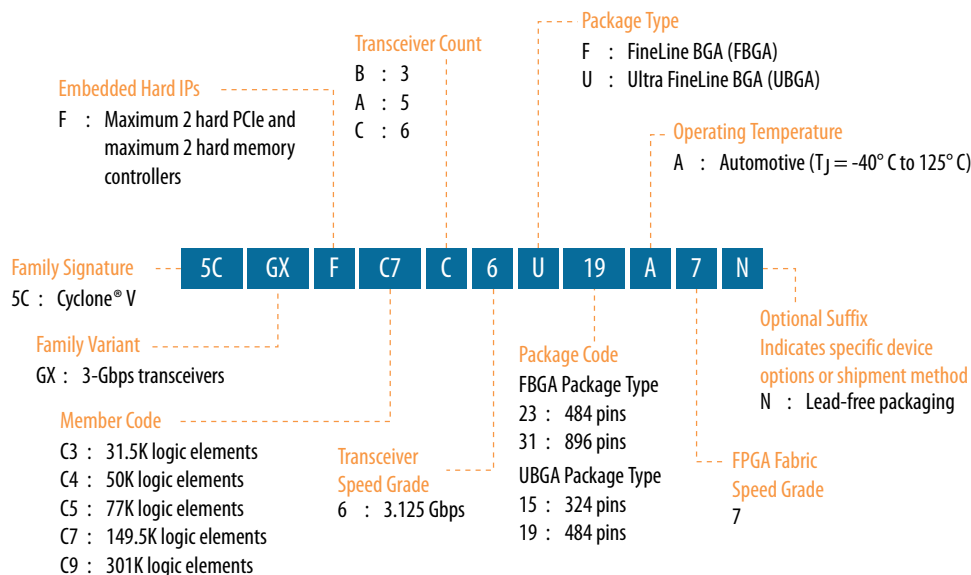 Package Type
F : FineLine BGA (FBGA)
U : Ultra FineLine BGA (UBGA)
Transceiver Count
B : 3
A : 5
C : 6
Embedded Hard IPs
F : Maximum 2 hard PCIe and
maximum 2 hard memory
controllers
Operating Temperature
A : Automotive (TJ = -40° C to 125° C)
5C GX F C7 C 6 U 19 A 7 N
Family Signature
5C : Cyclone® V
Family Variant
GX : 3-Gbps transceivers
Member Code
C3 : 31.5K logic elements
C4 : 50K logic elements
C5 : 77K logic elements
C7 : 149.5K logic elements
C9 : 301K logic elements
Transceiver
Speed Grade
6 : 3.125 Gbps
Package Code
FBGA Package Type
23 : 484 pins
31 : 896 pins
UBGA Package Type
15 : 324 pins
19 : 484 pins
FPGA Fabric
Speed Grade
7
Optional Suffix
Indicates specific device
options or shipment method
N : Lead-free packaging